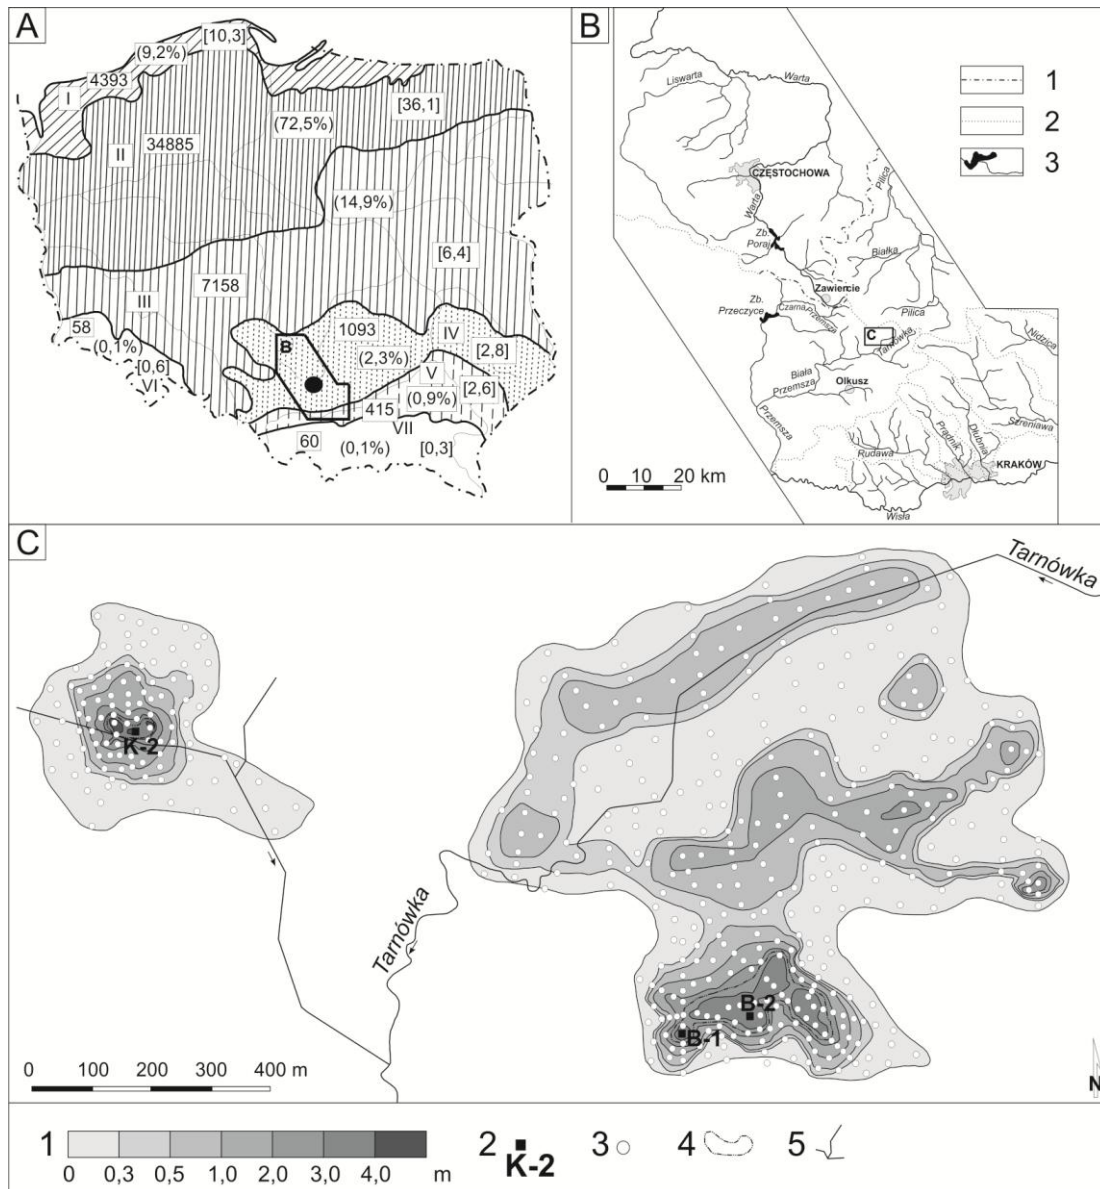 A
[10,3]
(9,2%)
4393
I
[36,1]
(72,5%)
34885
II
(14,9%)
[6,4]
7158
III
58
1093
IV
B
(0,1%)
(2,3%)
[2,8]
[0,6]
V
VI
(0,9%)
[2,6]
415
VII
60
(0,1%)
[0,3]
B
Liswarta
Warta
1
2
3
CZĘSTOCHOWA
Pilica
Warta
Zb.
Poraj
Białka
Zawiercie
Zb.
Przeczyce
Czarna Przemsza
Pilica
C
Tarnówka
Nidzica
Biała
Przemsza
Olkusz
Przemsza
Szreniawa
Prądnik
Dłubnia
Rudawa
KRAKÓW
0 10 20 km
Wisła
C
Tarnówka
K-2
Tarnówka
B-2
B-1
0 100 200 300 400 m
N
1
2
K-2
3
4
5
0 0,3 0,5 1,0 2,0 3,0 4,0 m